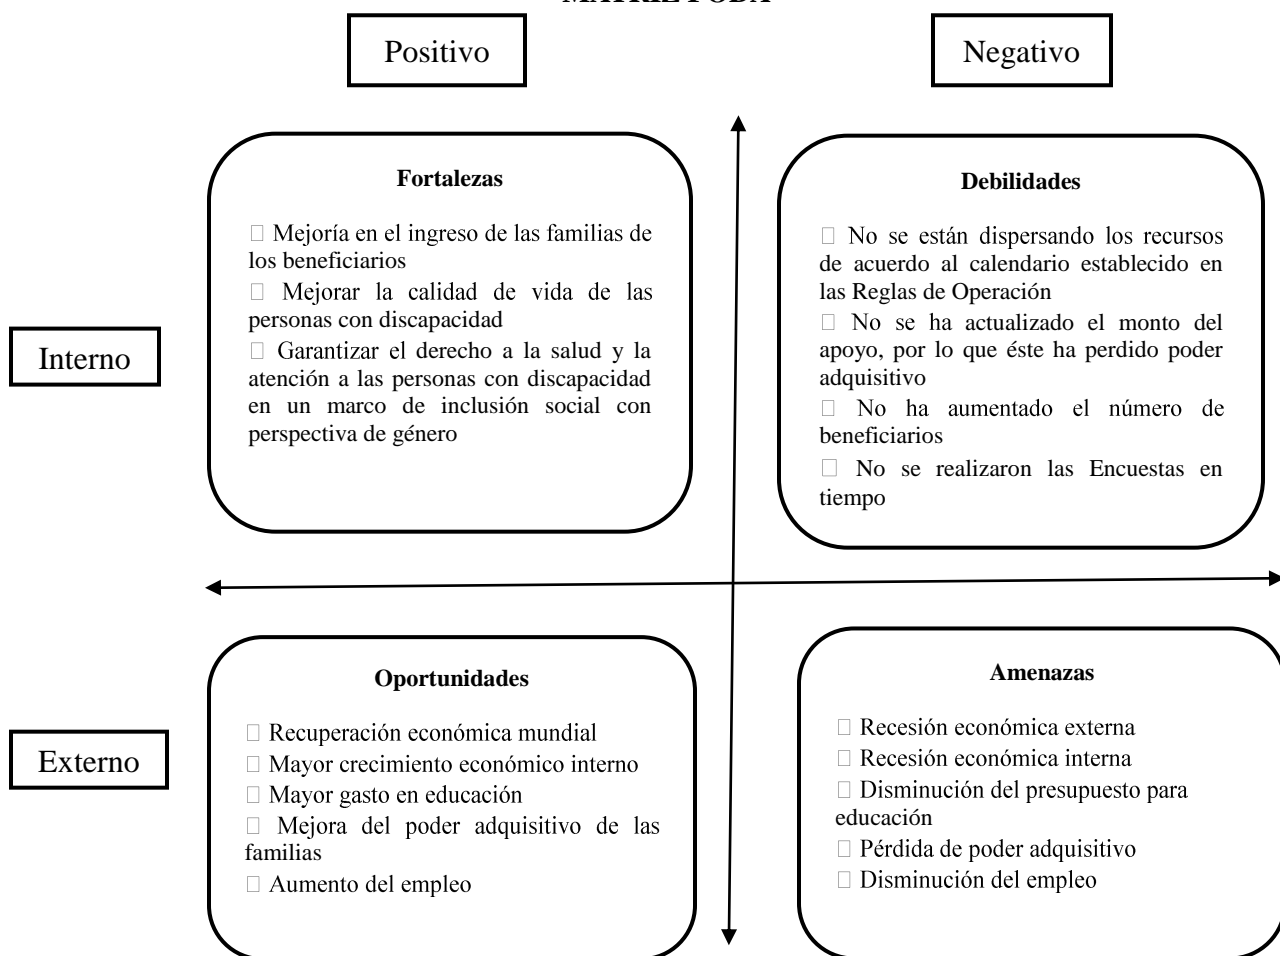 MATRIZ FODA
Positivo
Negativo
Interno
Fortalezas
□ Mejoría en el ingreso de las familias de
los beneficiarios
□ Mejorar la calidad de vida de las
personas con discapacidad
□ Garantizar el derecho a la salud y la
atención a las personas con discapacidad
en un marco de inclusión social con
perspectiva de género
Debilidades
□ No se están dispersando los recursos
de acuerdo al calendario establecido en
las Reglas de Operación
□ No se ha actualizado el monto del
apoyo, por lo que éste ha perdido poder
adquisitivo
□ No ha aumentado el número de
beneficiarios
□ No se realizaron las Encuestas en
tiempo
Externo
Oportunidades
□ Recuperación económica mundial
□ Mayor crecimiento económico interno
□ Mayor gasto en educación
□ Mejora del poder adquisitivo de las
familias
□ Aumento del empleo
Amenazas
□ Recesión económica externa
□ Recesión económica interna
□ Disminución del presupuesto para
educación
□ Pérdida de poder adquisitivo
□ Disminución del empleo